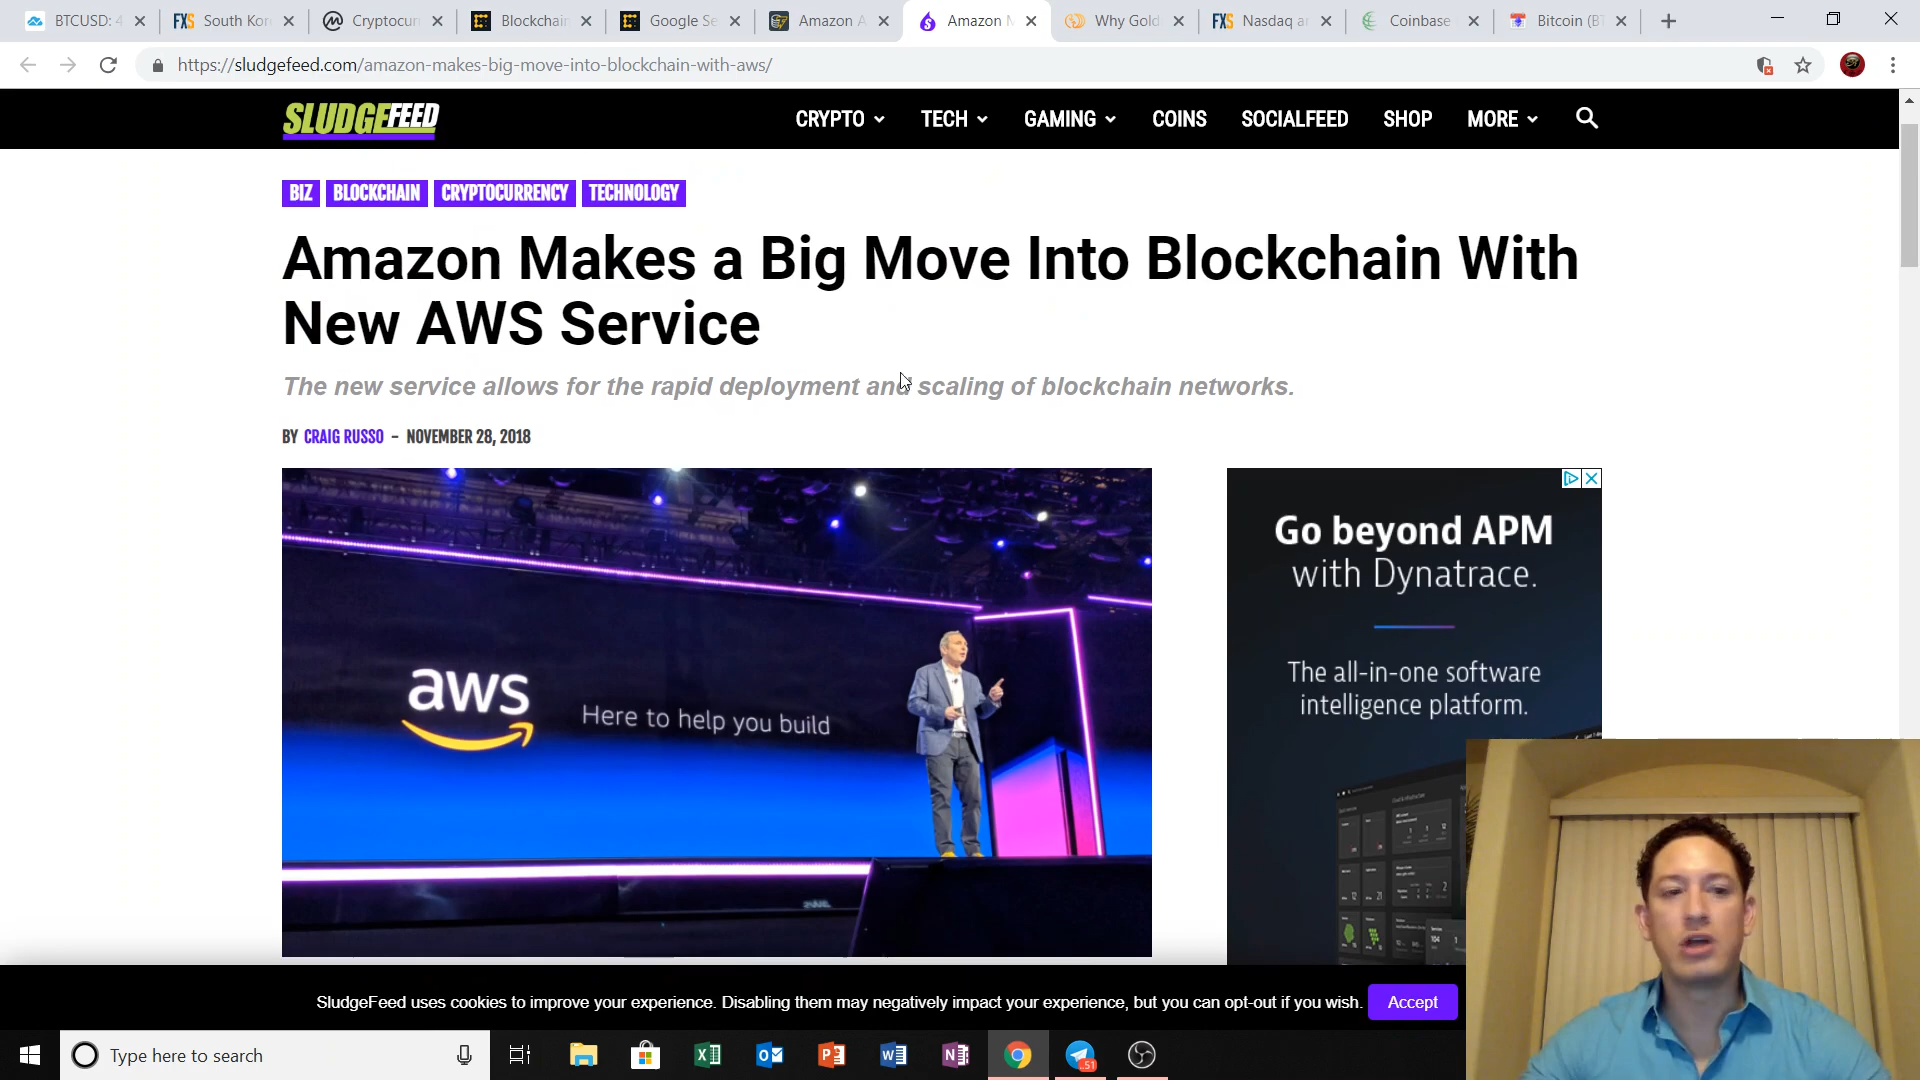 BTCUSD: 4
South Kor
Cryptocur
Blockchain
Google Se
Amazon A
Amazon M
Why Gold
Nasdaq a
Coinbase
Bitcoin (BT
https://sludgefeed.com/amazon-makes-big-move-into-blockchain-with-aws/
SLUDGEFEED
CRYPTO TECH GAMING COINS SOCIALFEED SHOP MORE
BIZ BLOCKCHAIN CRYPTOCURRENCY TECHNOLOGY
Amazon Makes a Big Move Into Blockchain With
New AWS Service
The new service allows for the rapid deployment and scaling of blockchain networks.
BY CRAIG RUSSO - NOVEMBER 28, 2018
aws
Here to help you build
Go beyond APM
with Dynatrace.
The all-in-one software
intelligence platform.
SludgeFeed uses cookies to improve your experience. Disabling them may negatively impact your experience, but you can opt-out if you wish.
Accept
Type here to search
51